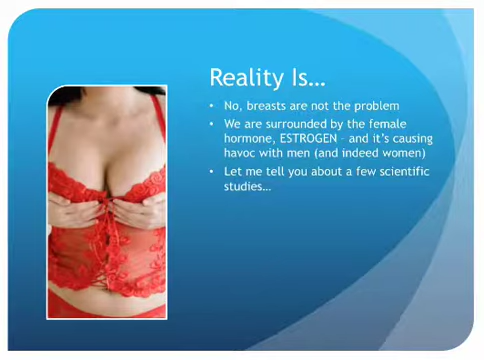 Reality Is…
• No, breasts are not the problem
• We are surrounded by the female
hormone, ESTROGEN – and it's causing
havoc with men (and indeed women)
• Let me tell you about a few scientific
studies…